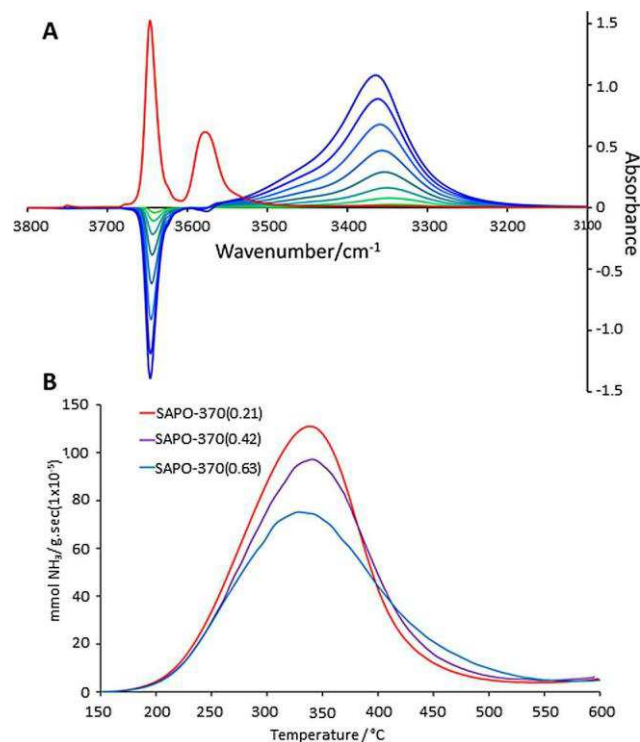 A
1.5
1.0
0.5
0
-0.5
-1.0
-1.5
Absorbance
3800 3700 3600 3500 3400 3300 3200 3100
Wavenumber/cm⁻¹
B
SAPO-370(0.21)
SAPO-370(0.42)
SAPO-370(0.63)
150
100
80
60
40
20
0
mmol NH₃/g.sec(1x10⁻⁵)
150 200 250 300 350 400 450 500 550 600
Temperature/°C